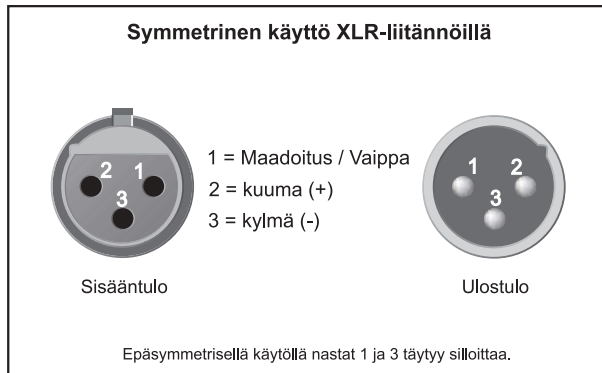 Symmetrinen käyttö XLR-liitännöillä
2 1
3
1 = Maadoitus / Vaippa
2 = kuuma (+)
3 = kylmä (-)
1 2
3
Sisääntulo
Ulostulo
Epäsymmetrisellä käytöllä nastat 1 ja 3 täytyy silloittaa.